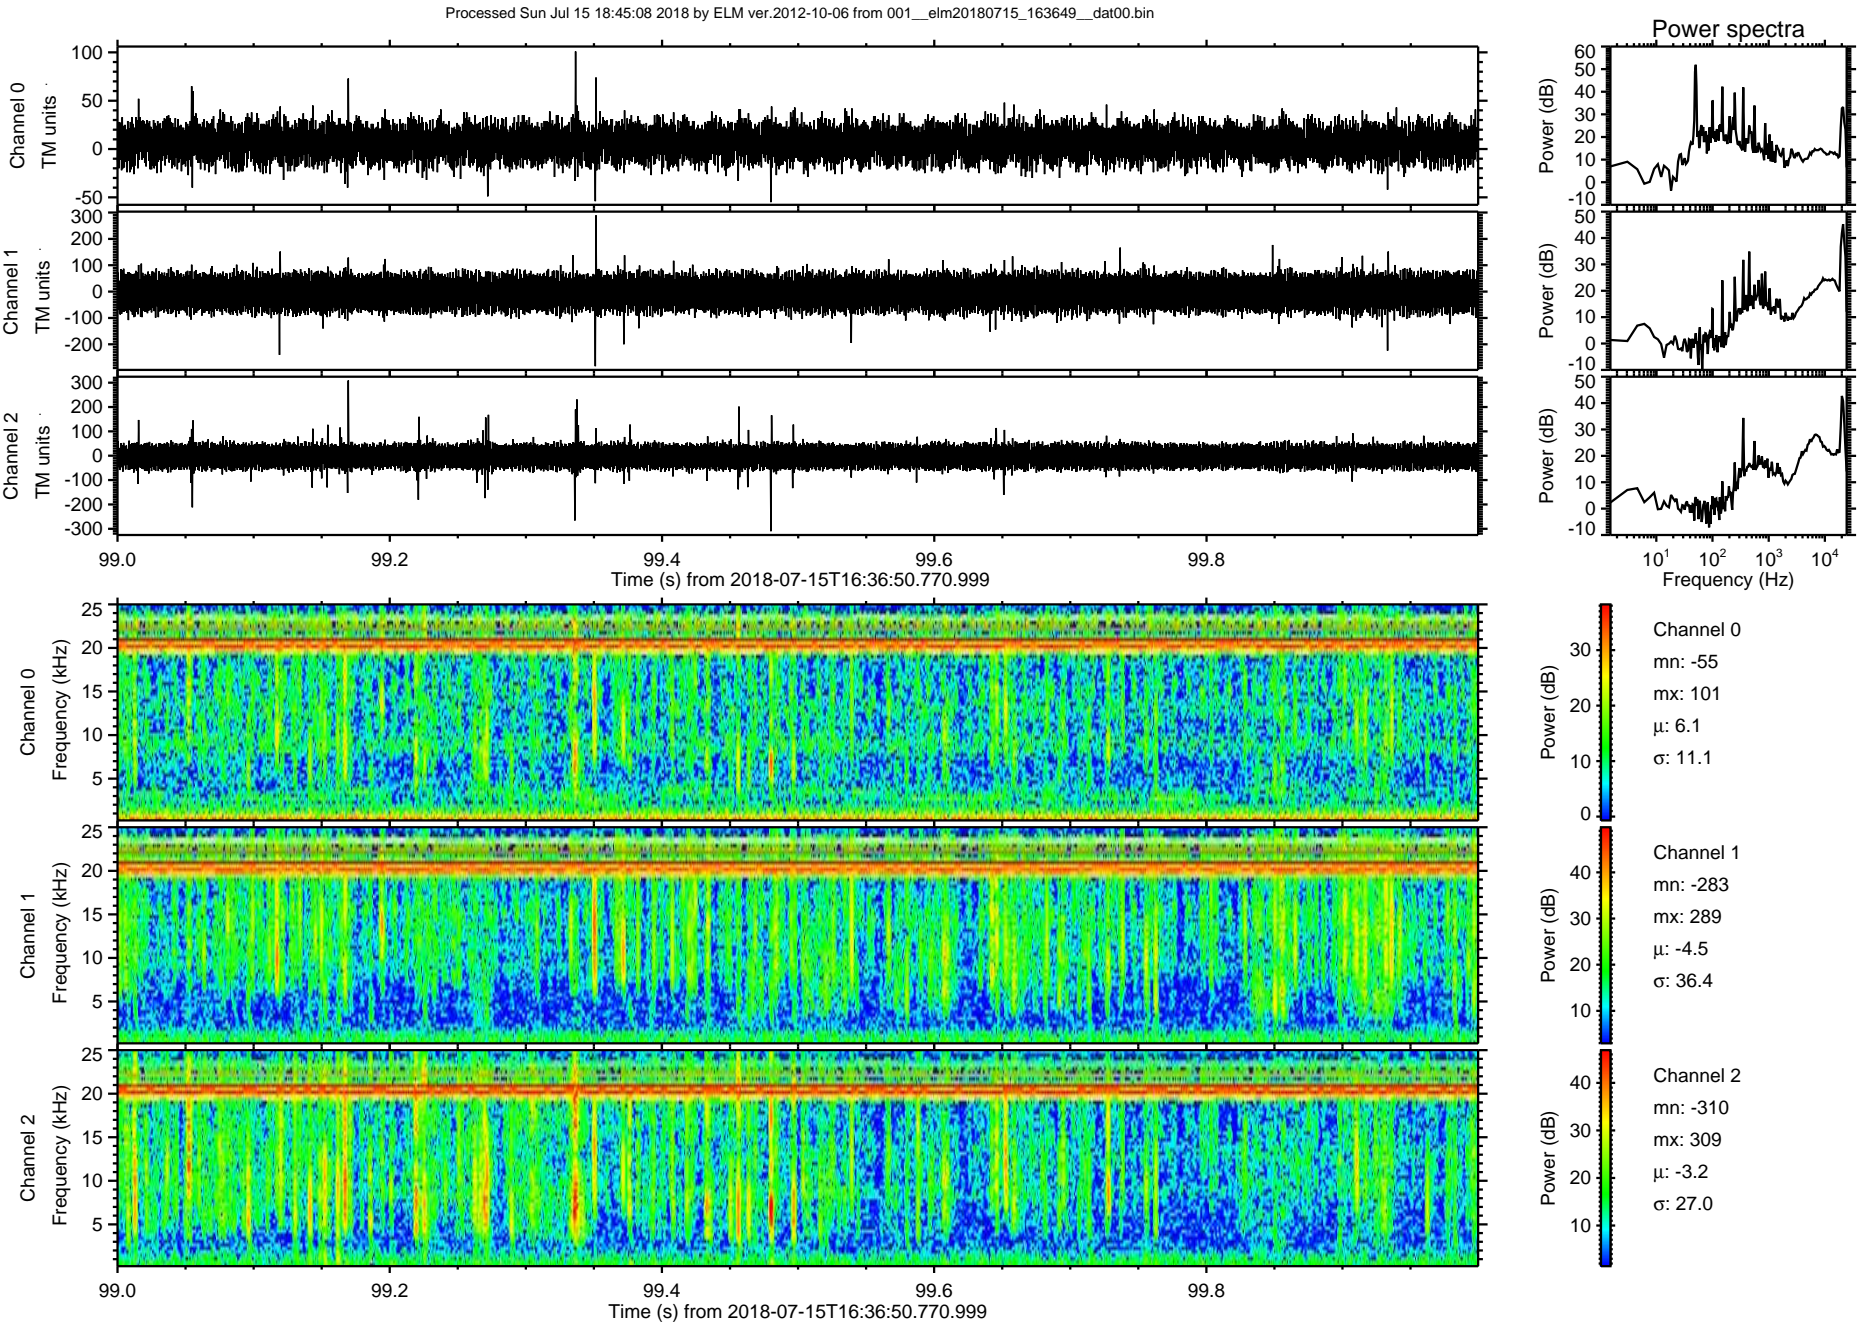 Processed Sun Jul 15 18:45:08 2018 by ELM ver.2012-10-06 from 001__elm20180715_163649__dat00.bin
Power spectra
Channel 0
TM units
100
50
0
-50
Power (dB)
60
50
40
30
20
10
0
-10
Channel 1
TM units
300
200
100
0
-100
-200
Power (dB)
50
40
30
20
10
0
-10
Channel 2
TM units
300
200
100
0
-100
-200
-300
Power (dB)
50
40
30
20
10
0
-10
99.0 99.2 99.4 99.6 99.8
Time (s) from 2018-07-15T16:36:50.770.999
10¹ 10² 10³ 10⁴
Frequency (Hz)
Channel 0
Frequency (kHz)
25
20
15
10
5
Power (dB)
30
20
10
0
Channel 0
mn: -55
mx: 101
µ: 6.1
σ: 11.1
Channel 1
Frequency (kHz)
25
20
15
10
5
Power (dB)
40
30
20
10
Channel 1
mn: -283
mx: 289
µ: -4.5
σ: 36.4
Channel 2
Frequency (kHz)
25
20
15
10
5
Power (dB)
40
30
20
10
Channel 2
mn: -310
mx: 309
µ: -3.2
σ: 27.0
99.0 99.2 99.4 99.6 99.8
Time (s) from 2018-07-15T16:36:50.770.999